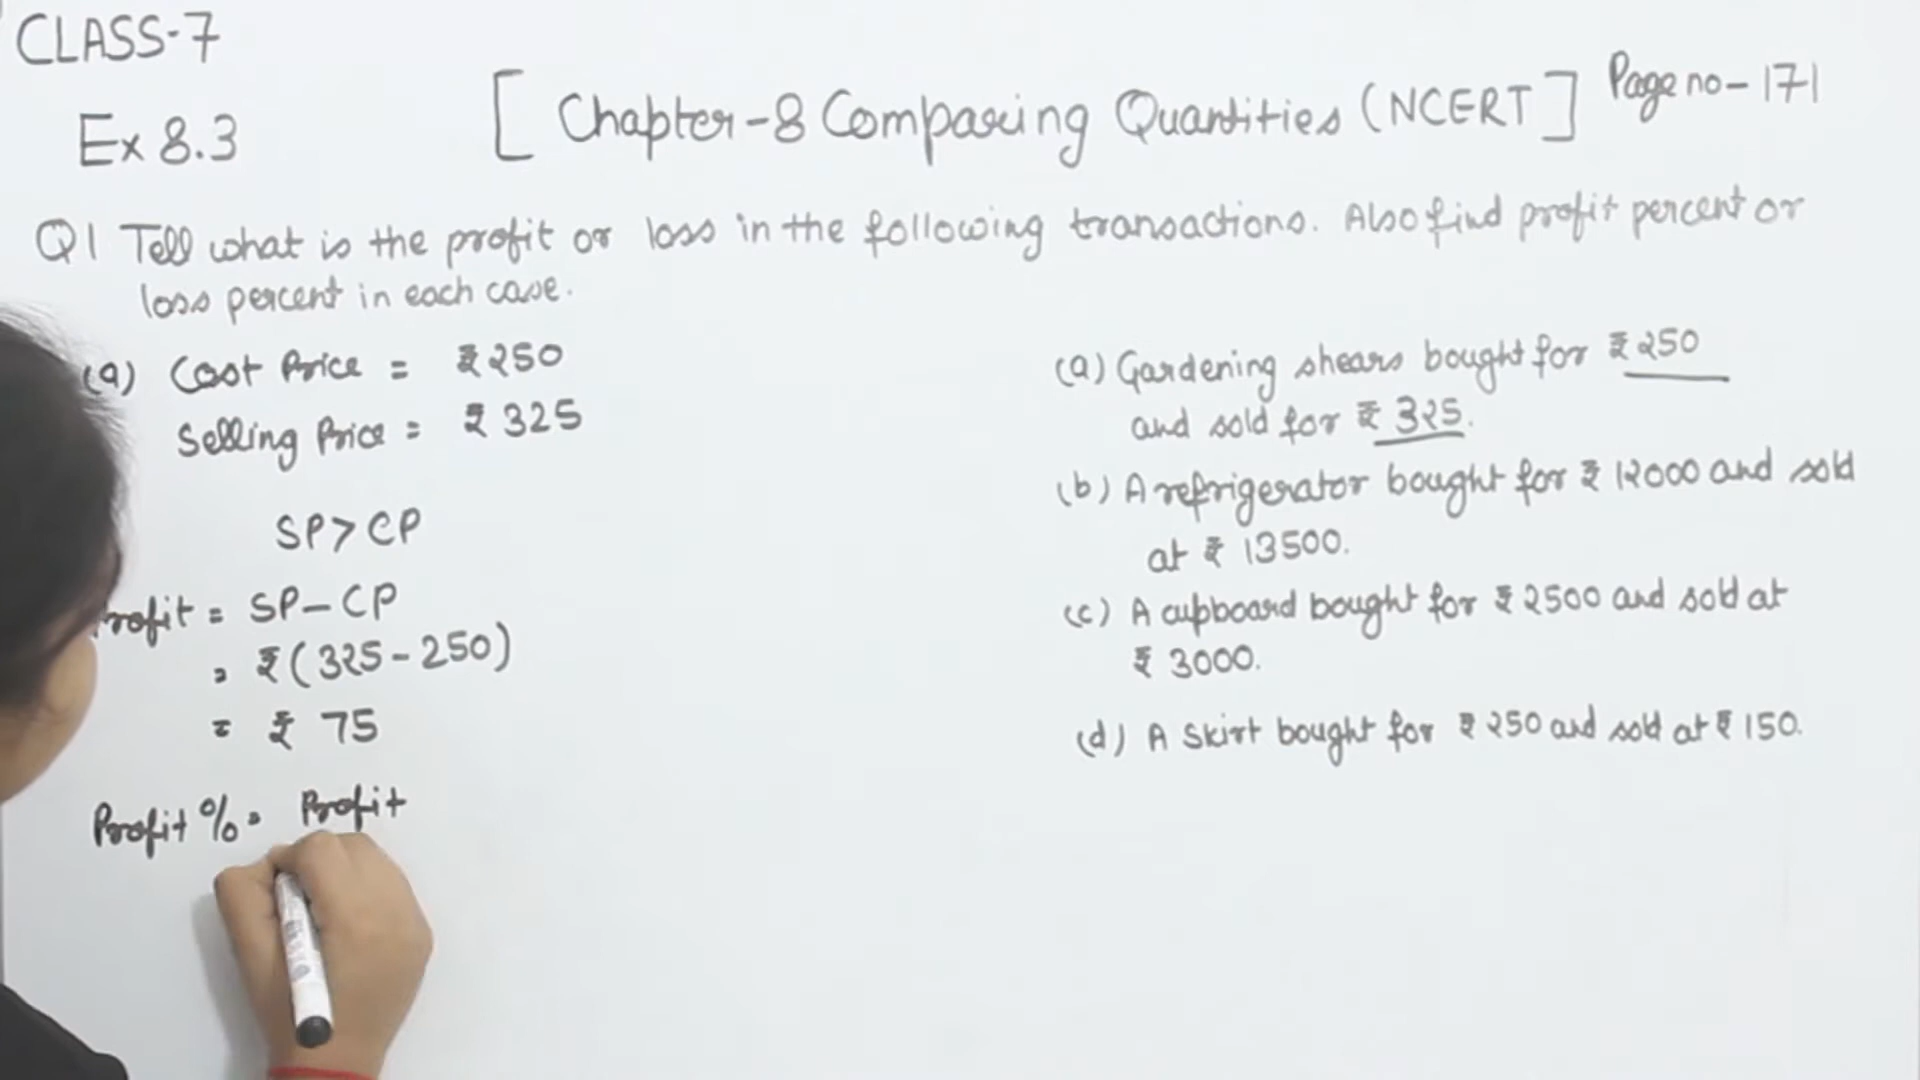 CLASS-7
Ex 8.3
[ Chapter-8 Comparing Quantities (NCERT ] Page no- 171
Q1 Tell what is the profit or loss in the following transactions. Also find profit percent or
loss percent in each case.
(a) Cost Price = ₹250
Selling Price = ₹ 325
SP > CP
Profit = SP - CP
= ₹ (325 - 250)
= ₹ 75
Profit % = Profit
(a) Gardening shears bought for ₹250
and sold for ₹ 325.
(b) A refrigerator bought for ₹ 12000 and sold
at ₹ 13500.
(c) A cupboard bought for ₹ 2500 and sold at
₹ 3000.
(d) A Skirt bought for ₹ 250 and sold at ₹ 150.